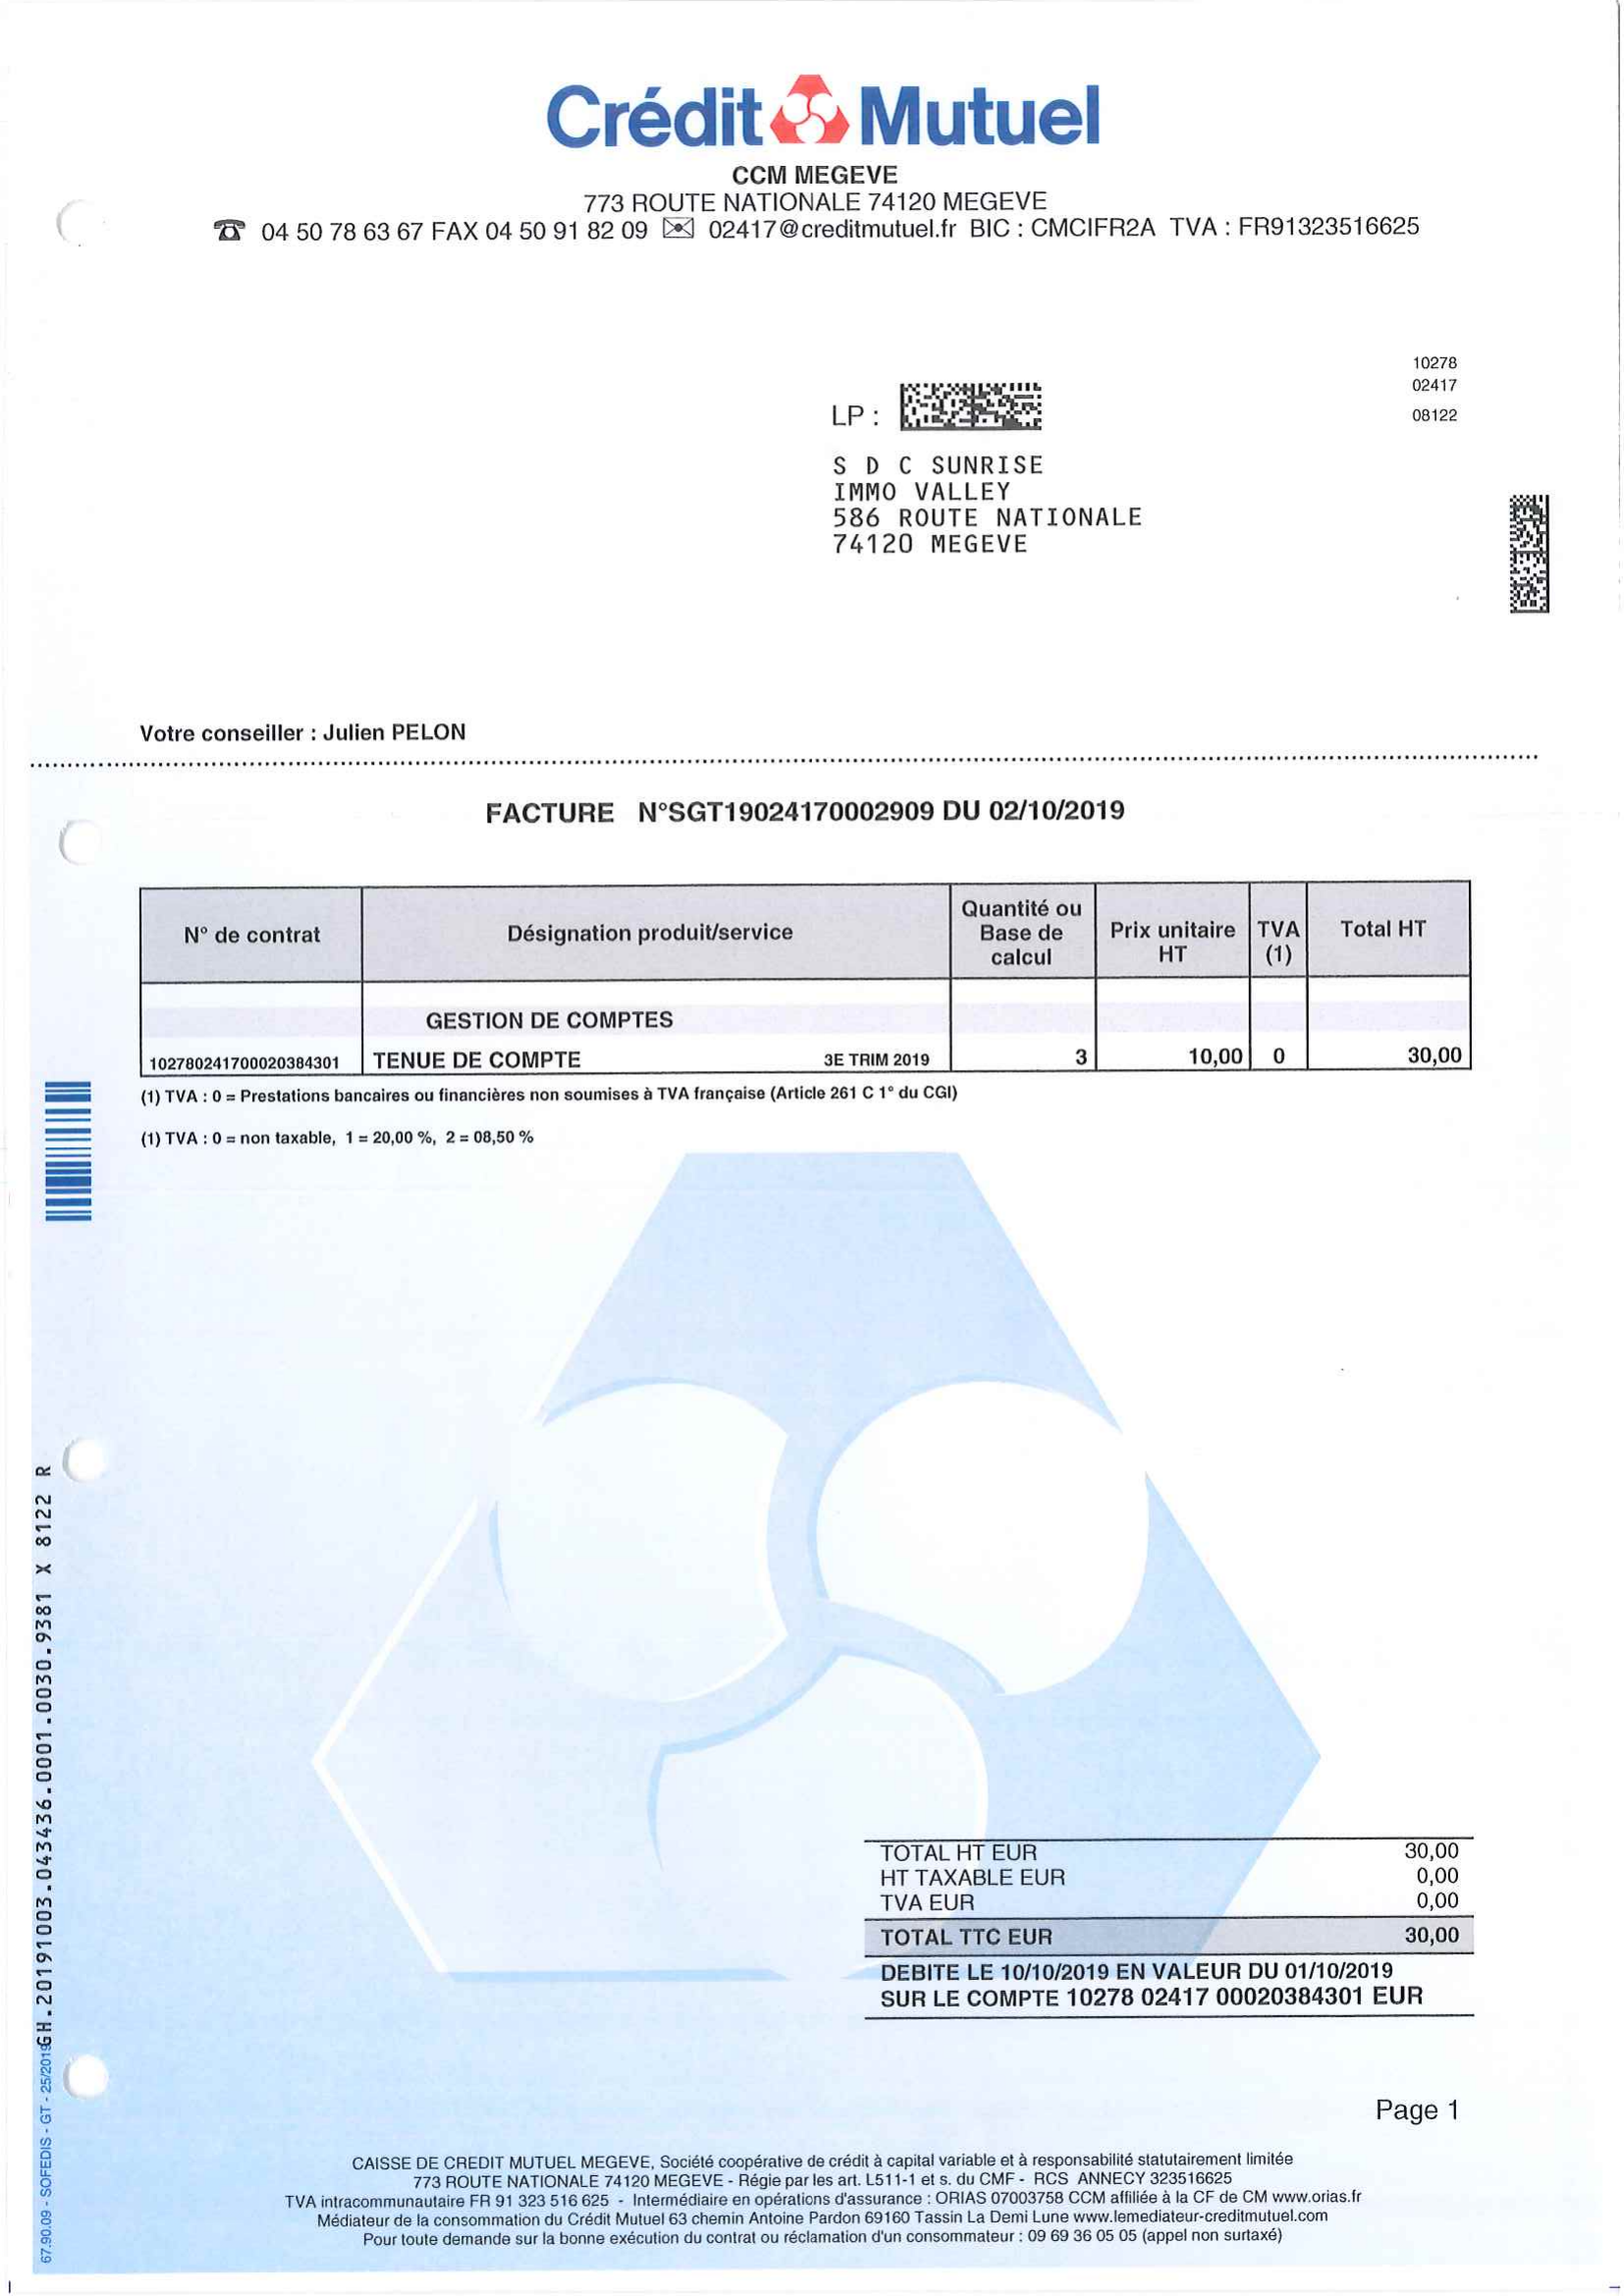 Crédit Mutuel
CCM MEGEVE
773 ROUTE NATIONALE 74120 MEGEVE
☎ 04 50 78 63 67 FAX 04 50 91 82 09 ✉ 02417@creditmutuel.fr BIC : CMCIFR2A TVA : FR91323516625
10278
02417
08122
LP :
S D C SUNRISE
IMMO VALLEY
586 ROUTE NATIONALE
74120 MEGEVE
Votre conseiller : Julien PELON
FACTURE N°SGT19024170002909 DU 02/10/2019
N° de contrat Désignation produit/service Quantité ou Base de calcul Prix unitaire HT TVA (1) Total HT
GESTION DE COMPTES
102780241700020384301 TENUE DE COMPTE 3E TRIM 2019 3 10,00 0 30,00
(1) TVA : 0 = Prestations bancaires ou financières non soumises à TVA française (Article 261 C 1° du CGI)
(1) TVA : 0 = non taxable, 1 = 20,00 %, 2 = 08,50 %
TOTAL HT EUR 30,00
HT TAXABLE EUR 0,00
TVA EUR 0,00
TOTAL TTC EUR 30,00
DEBITE LE 10/10/2019 EN VALEUR DU 01/10/2019
SUR LE COMPTE 10278 02417 00020384301 EUR
Page 1
CAISSE DE CREDIT MUTUEL MEGEVE, Société coopérative de crédit à capital variable et à responsabilité statutairement limitée
773 ROUTE NATIONALE 74120 MEGEVE - Régie par les art. L511-1 et s. du CMF - RCS ANNECY 323516625
TVA intracommunautaire FR 91 323 516 625 - Intermédiaire en opérations d'assurance : ORIAS 07003758 CCM affiliée à la CF de CM www.orias.fr
Médiateur de la consommation du Crédit Mutuel 63 chemin Antoine Pardon 69160 Tassin La Demi Lune www.lemediateur-creditmutuel.com
Pour toute demande sur la bonne exécution du contrat ou réclamation d'un consommateur : 09 69 36 05 05 (appel non surtaxé)
67.90.09 - SOFEDIS - GT - 25/2019
GH.20191003.043436.0001.0030.9381 X 8122 R